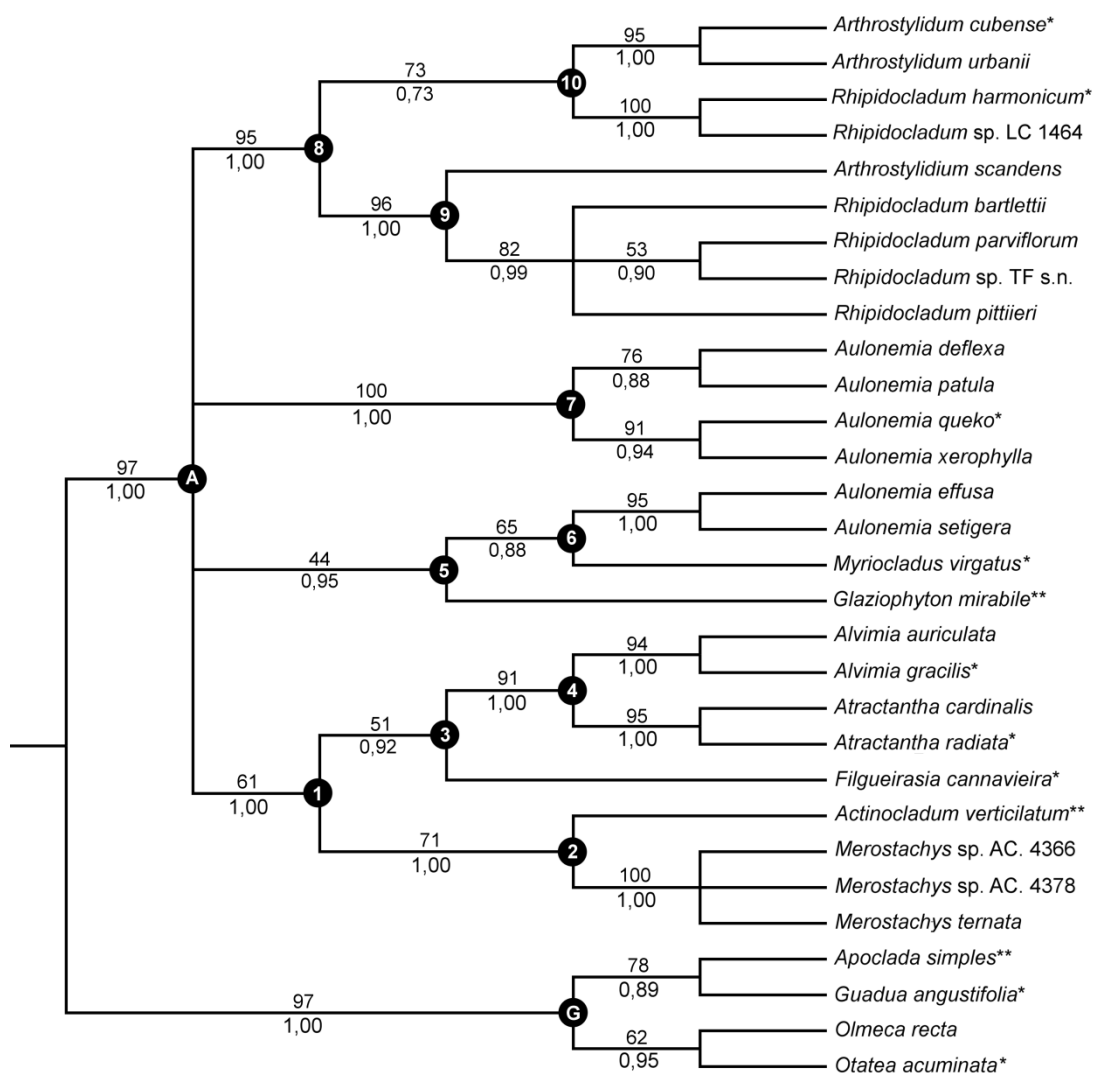 Arthrostylidum cubense*
95
1,00
Arthrostylidum urbanii
73
0,73
10
Rhipidocladum harmonicum*
100
1,00
Rhipidocladum sp. LC 1464
95
1,00
8
Arthrostylidium scandens
96
1,00
9
Rhipidocladum bartlettii
82
0,99
Rhipidocladum parviflorum
53
0,90
Rhipidocladum sp. TF s.n.
Rhipidocladum pittiieri
Aulonemia deflexa
76
0,88
Aulonemia patula
100
1,00
7
Aulonemia queko*
91
0,94
Aulonemia xerophylla
97
1,00
A
Aulonemia effusa
95
1,00
Aulonemia setigera
65
0,88
6
Myriocladus virgatus*
44
0,95
5
Glaziophyton mirabile**
Alvimia auriculata
94
1,00
Alvimia gracilis*
91
1,00
4
Atractantha cardinalis
95
1,00
Atractantha radiata*
51
0,92
3
Filgueirasia cannavieira*
61
1,00
1
Actinocladum verticilatum**
71
1,00
2
Merostachys sp. AC. 4366
100
1,00
Merostachys sp. AC. 4378
Merostachys ternata
Apoclada simples**
78
0,89
Guadua angustifolia*
97
1,00
G
Olmeca recta
62
0,95
Otatea acuminata*